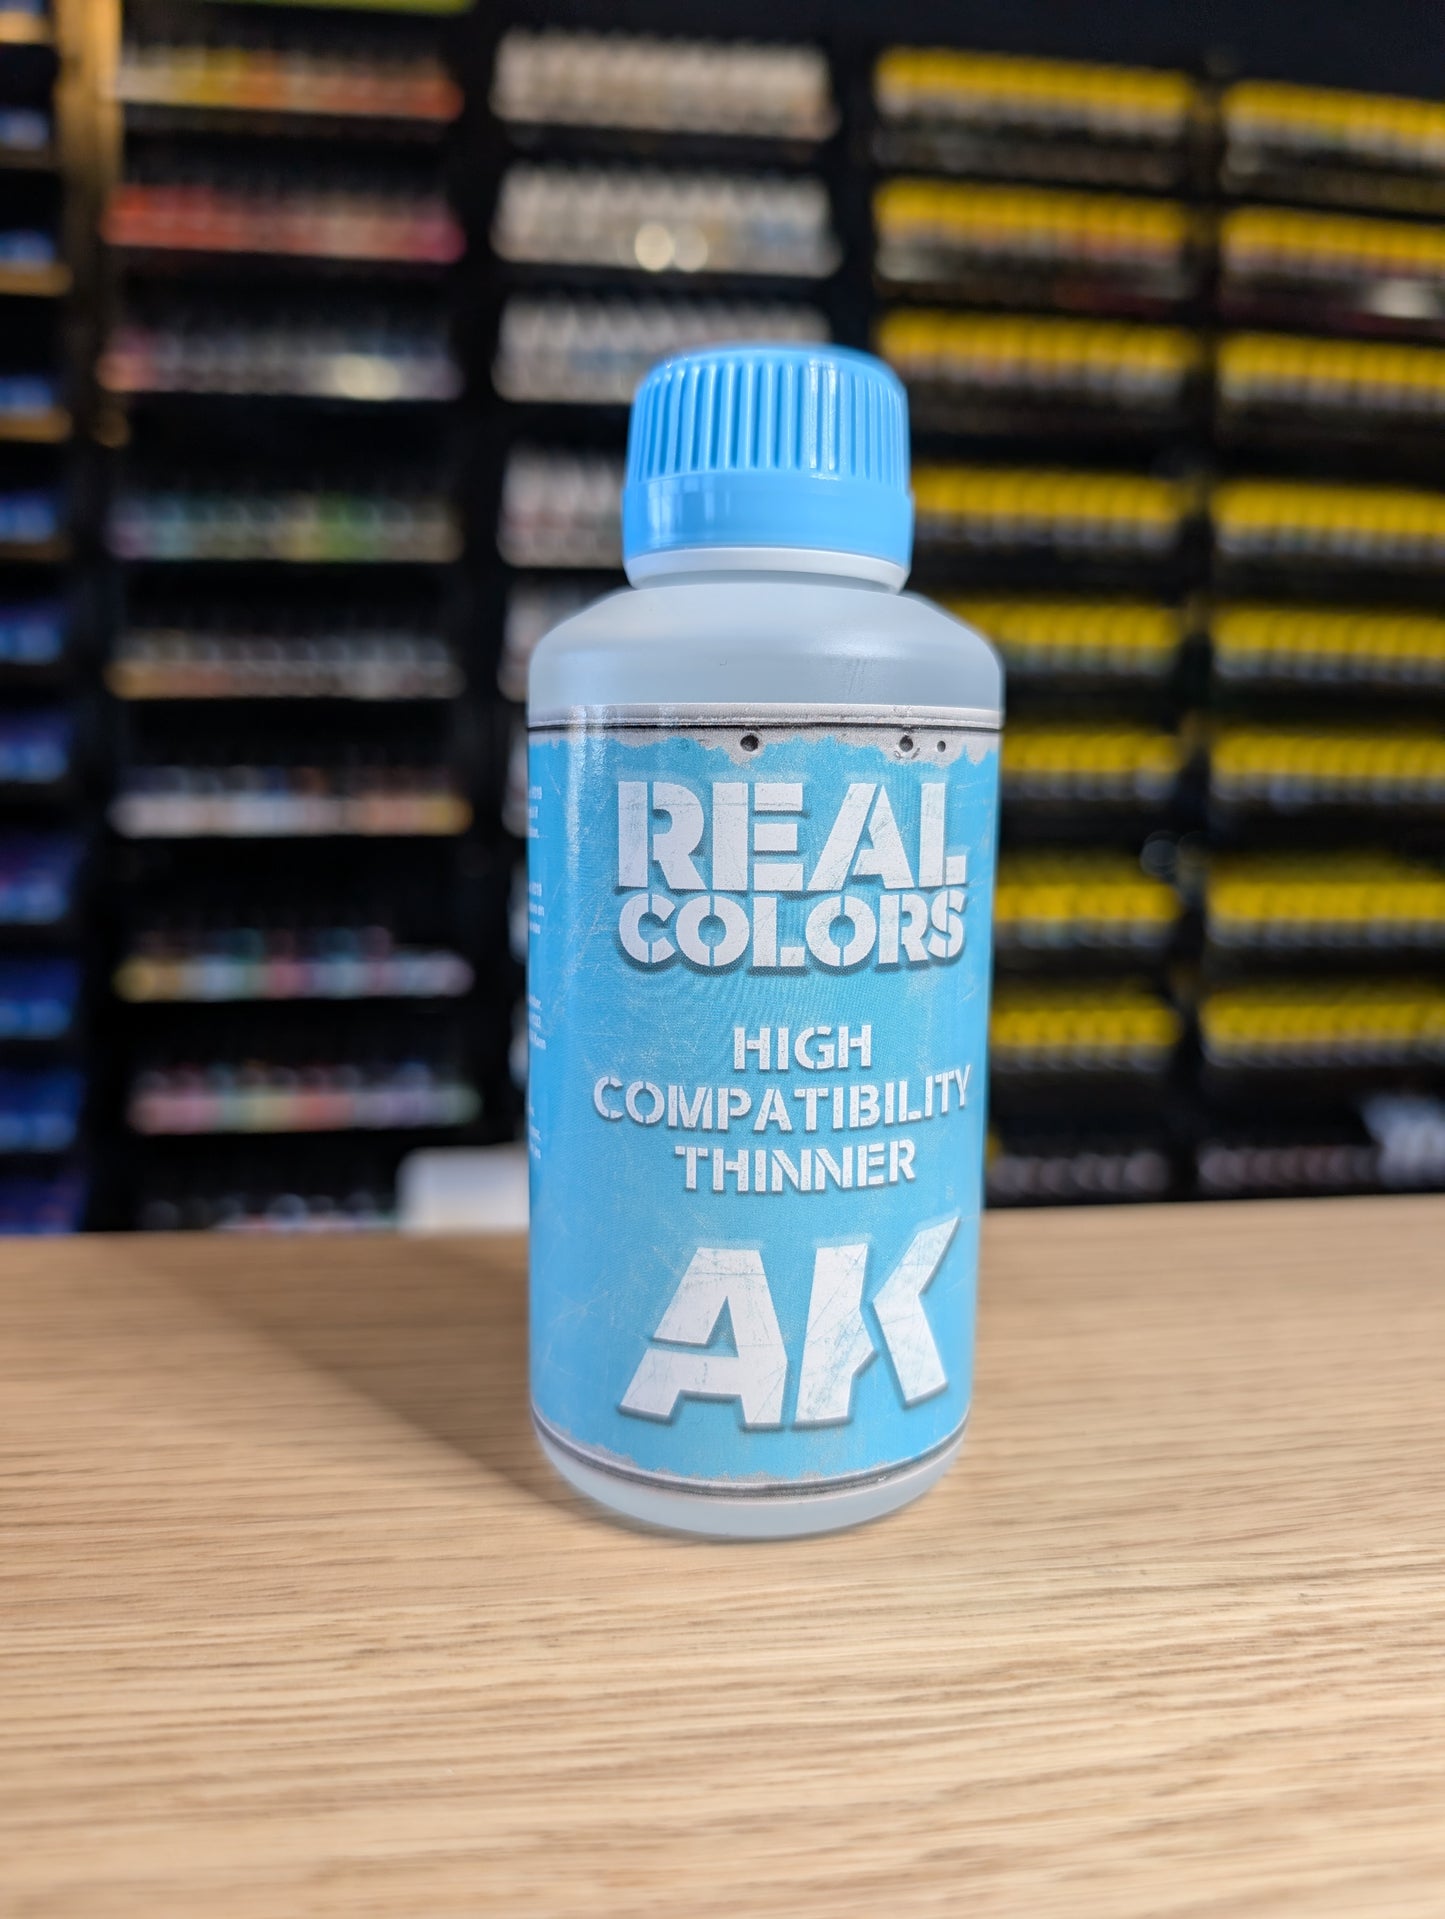 REAL
COLORS
HIGH
COMPATIBILITY
THINNER
AK